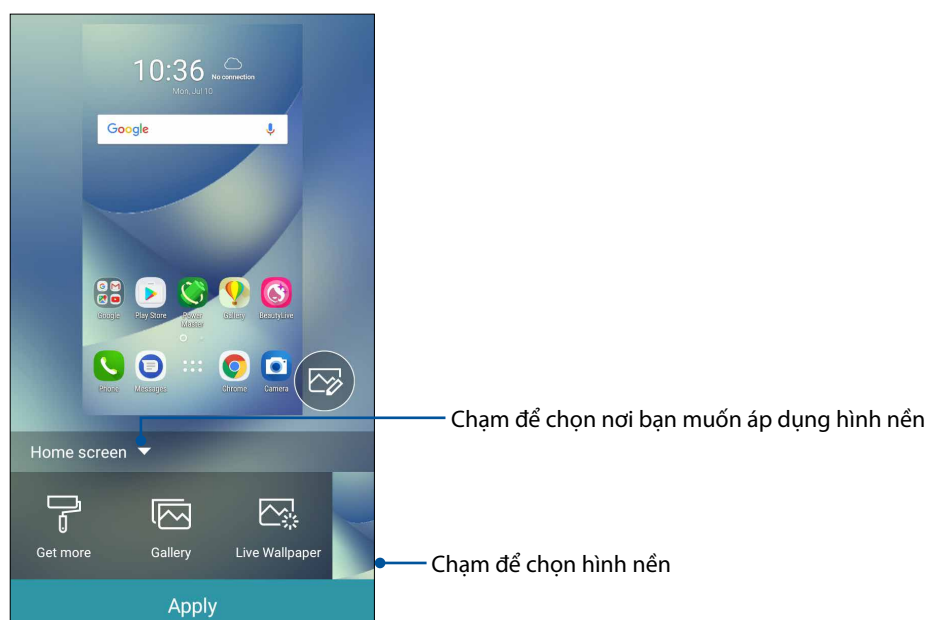 10:36
No connection
Mon, Jul 10
Google
Google
Play Store
Power
Master
Gallery
BeautyLive
Phone
Messages
Chrome
Camera
Chạm để chọn nơi bạn muốn áp dụng hình nền
Home screen
Get more
Gallery
Live Wallpaper
Chạm để chọn hình nền
Apply